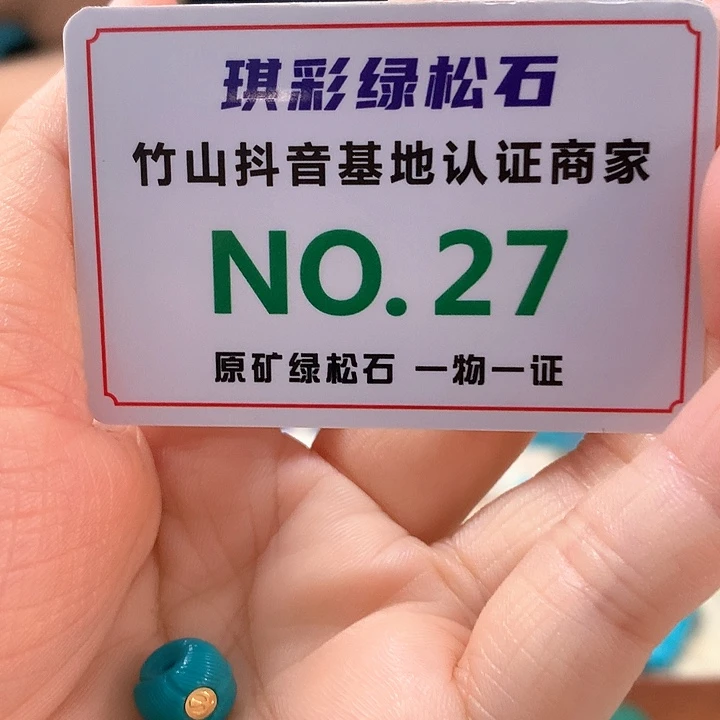 琪彩绿松石
竹山抖音基地认证商家
NO.27
原矿绿松石 一物一证